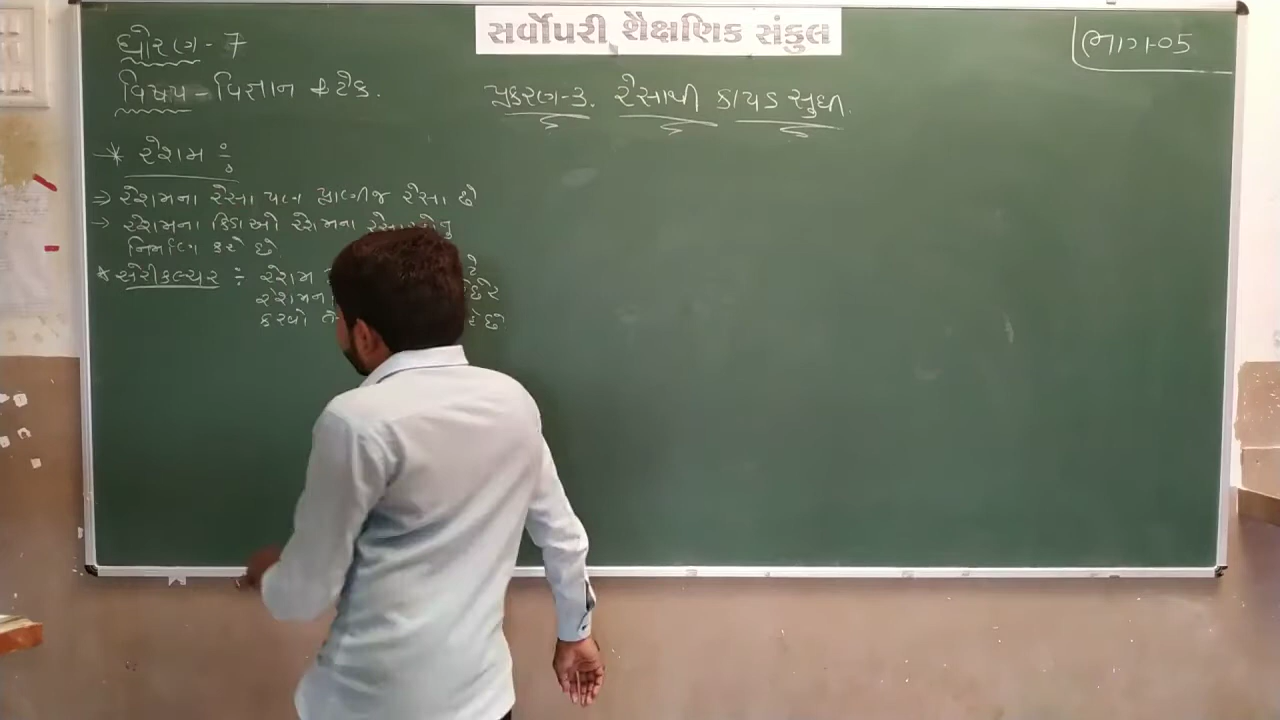 સર્વોપરી શૈક્ષણિક સંકુલ
ધોરણ - 7
ભાગ-05
વિષય - વિજ્ઞાન & ટેક.
પ્રકરણ-૩. રેસાથી કાપડ સુધી.
* રેશમ :
⇒ રેશમના રેસા પણ પ્રાણીજ રેસા છે
→ રેશમના કિડાઓ રેશમના
નિર્માણ કરે છે.
* સેરીકલ્ચર : રેશમ
રેશમના
કરવો તે છે